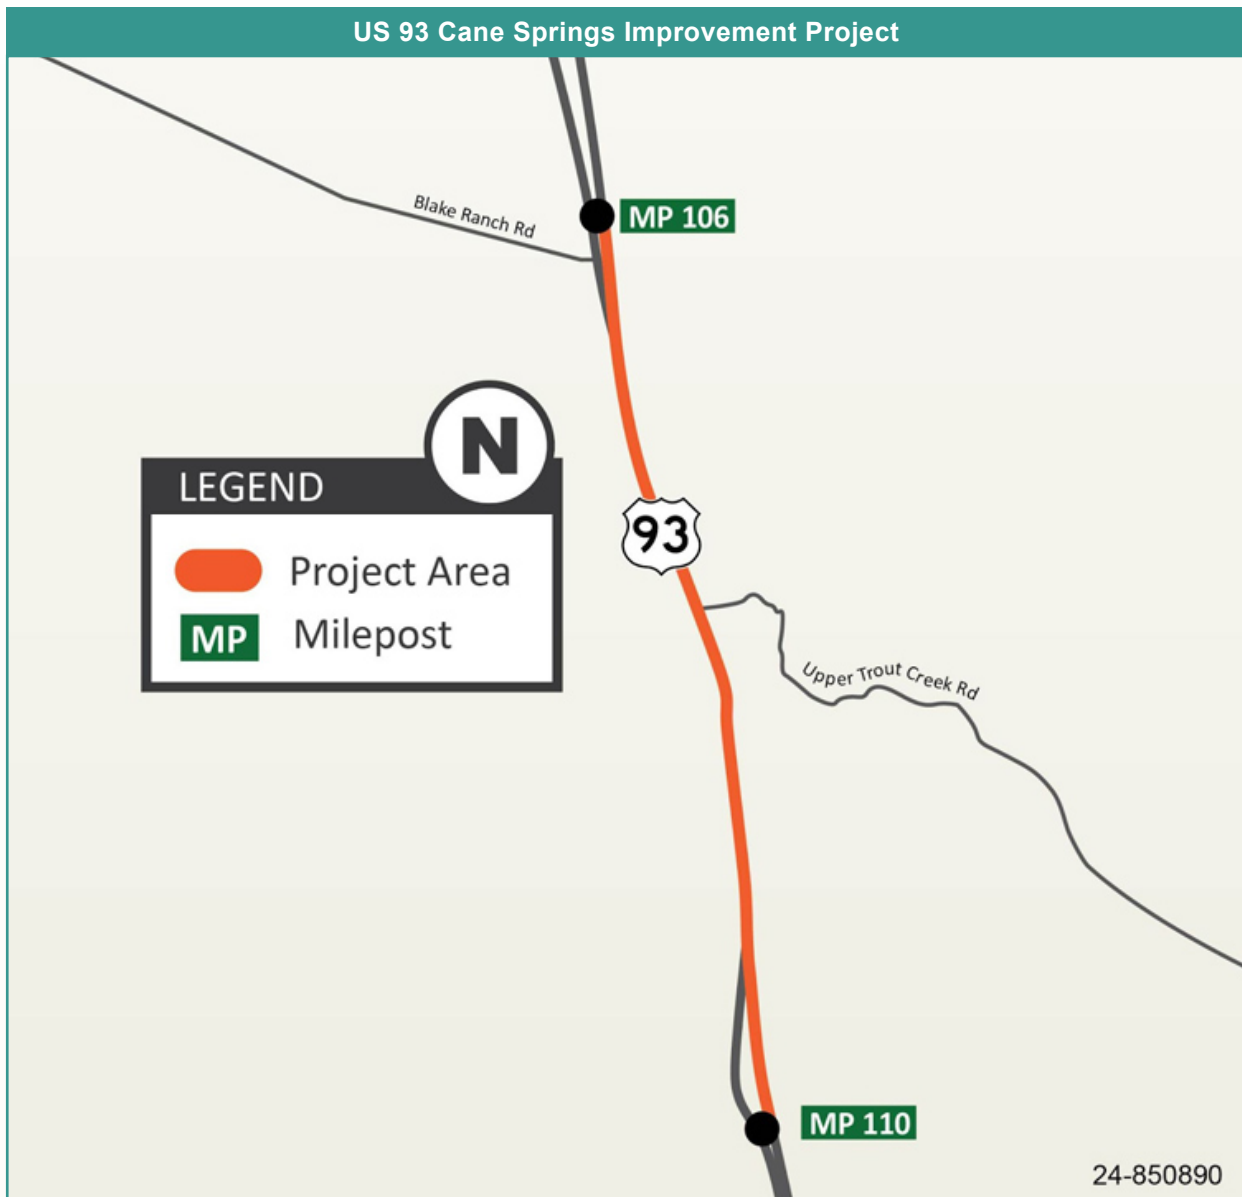 US 93 Cane Springs Improvement Project
Blake Ranch Rd
MP 106
N
LEGEND
Project Area
MP Milepost
93
Upper Trout Creek Rd
MP 110
24-850890